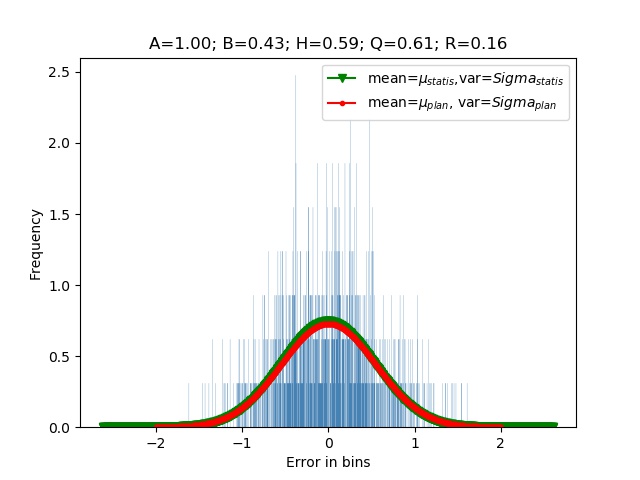 A=1.00; B=0.43; H=0.59; Q=0.61; R=0.16
mean=μstatis,var=Sigmastatis
mean=μplan, var=Sigmaplan
2.5
2.0
1.5
1.0
0.5
0.0
Frequency
−2 −1 0 1 2
Error in bins